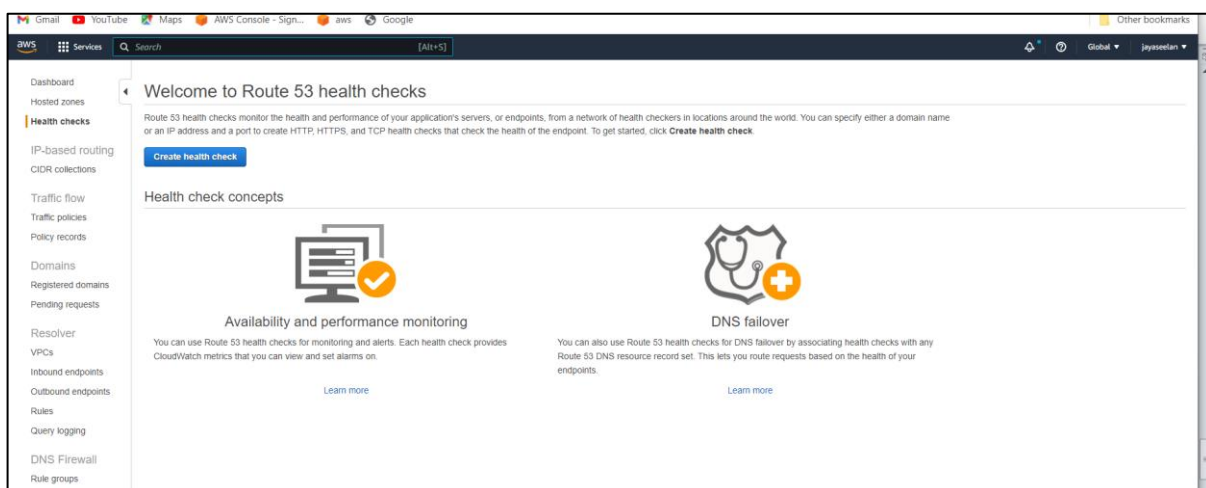 Gmail YouTube Maps AWS Console - Sign... aws Google Other bookmarks
aws Services Search [Alt+S] Global jayaseelan
Dashboard
Hosted zones
Health checks
IP-based routing
CIDR collections
Traffic flow
Traffic policies
Policy records
Domains
Registered domains
Pending requests
Resolver
VPCs
Inbound endpoints
Outbound endpoints
Rules
Query logging
DNS Firewall
Rule groups
Welcome to Route 53 health checks
Route 53 health checks monitor the health and performance of your application's servers, or endpoints, from a network of health checkers in locations around the world. You can specify either a domain name
or an IP address and a port to create HTTP, HTTPS, and TCP health checks that check the health of the endpoint. To get started, click Create health check.
Create health check
Health check concepts
Availability and performance monitoring
You can use Route 53 health checks for monitoring and alerts. Each health check provides
CloudWatch metrics that you can view and set alarms on.
Learn more
DNS failover
You can also use Route 53 health checks for DNS failover by associating health checks with any
Route 53 DNS resource record set. This lets you route requests based on the health of your
endpoints.
Learn more